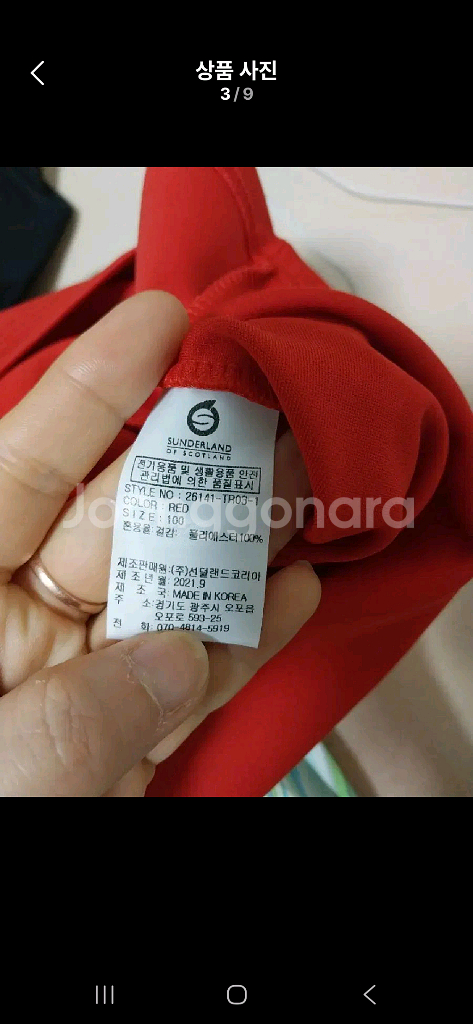 상품 사진
3 / 9
SUNDERLAND
OF SCOTLAND
전기용품 및 생활용품 안전
관리법에 의한 품질표시
STYLE NO : 26141-TR03-
COLOR : RED
SIZE : 100
혼용율:겉감: 폴리에스터100%
제조판매원:(주)선덜랜드코리아
제 조 년 월: 2021.9
제 조 국: MADE IN KOREA
주 소:경기도 광주시 오포읍
오포로 593-25
전 화: 070-4814-5919
Joonggonara